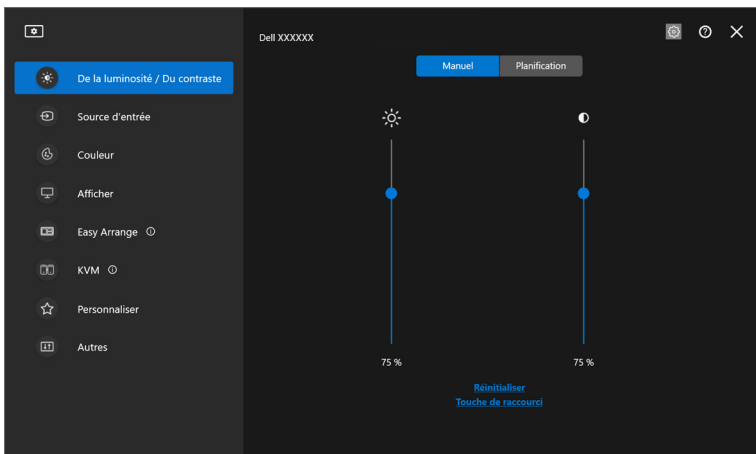 Dell XXXXXX
Manuel
Planification
De la luminosité / Du contraste
Source d'entrée
Couleur
Afficher
Easy Arrange
KVM
Personnaliser
Autres
75 %
75 %
Réinitialiser
Touche de raccourci